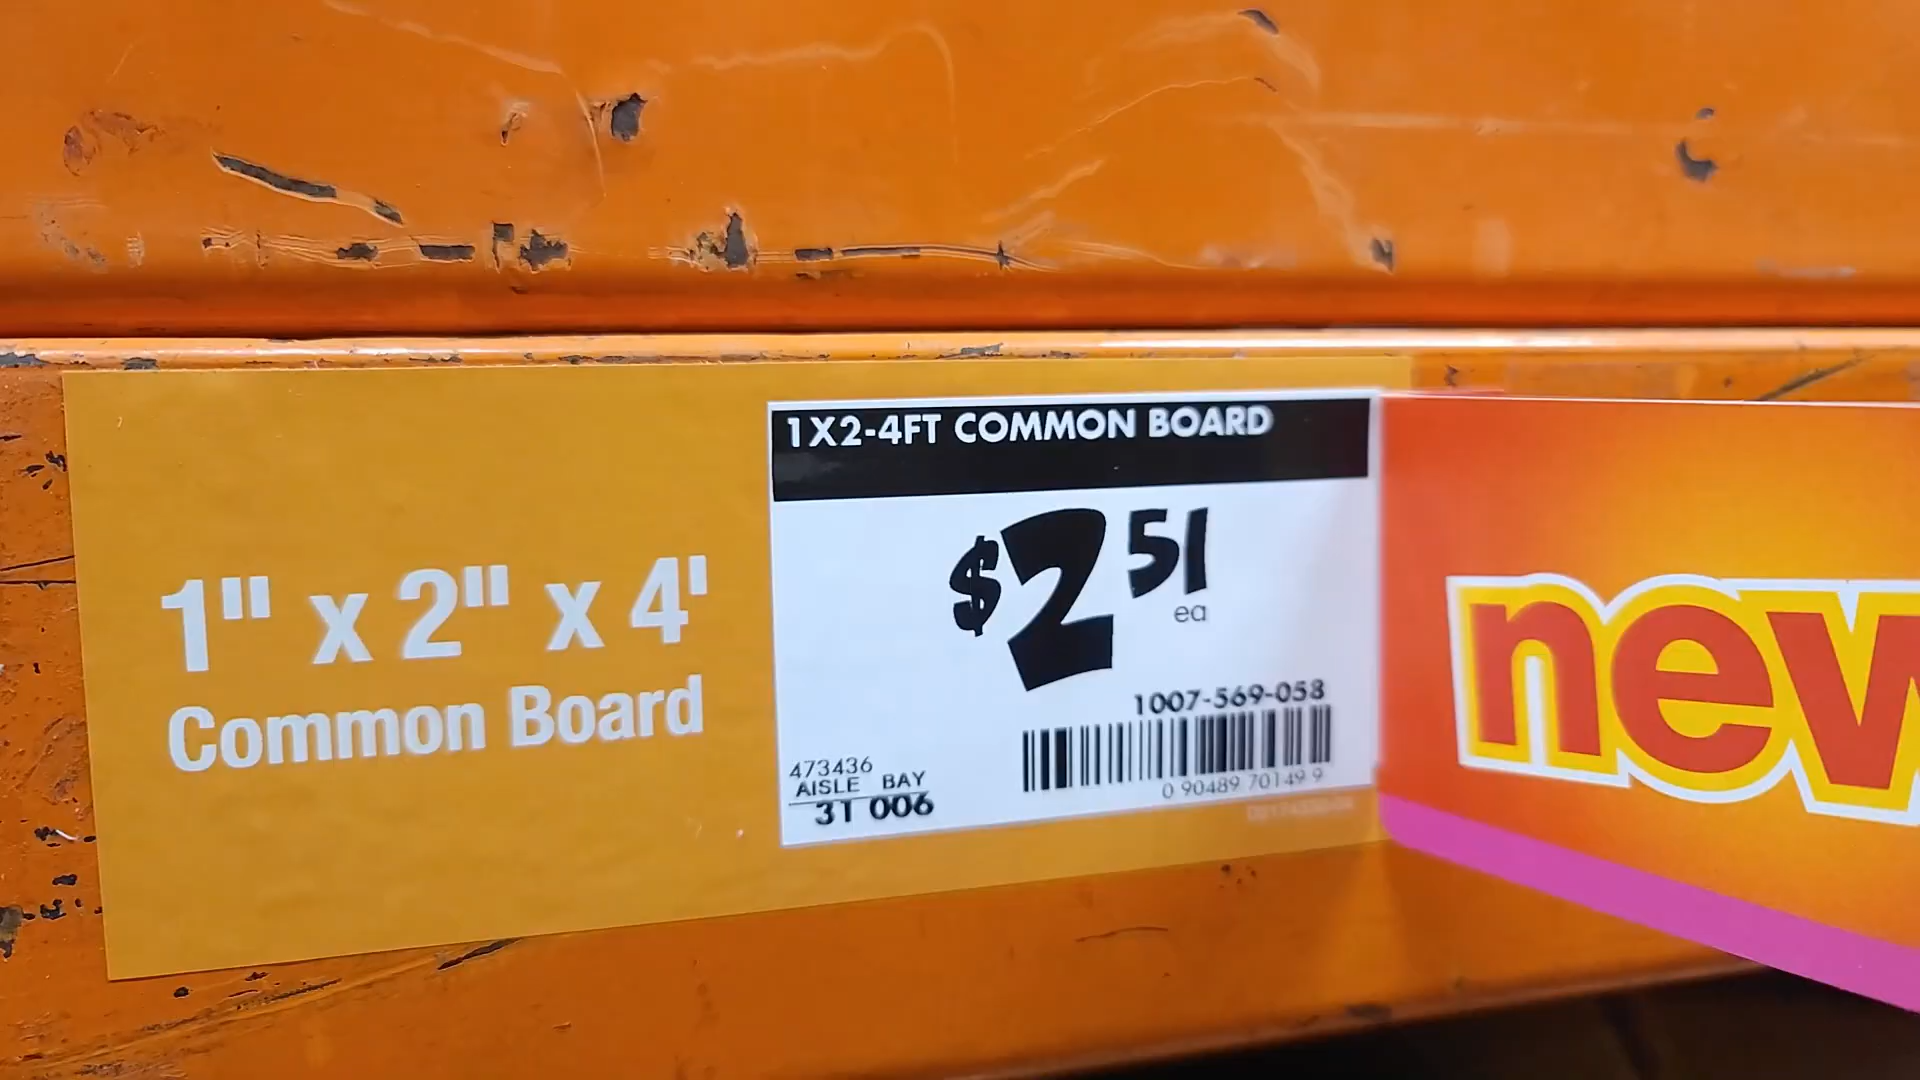 1" x 2" x 4'
Common Board
1X2-4FT COMMON BOARD
$2 51
ea
1007-569-058
473436
AISLE BAY
31 006
0 90489 70149 9
new